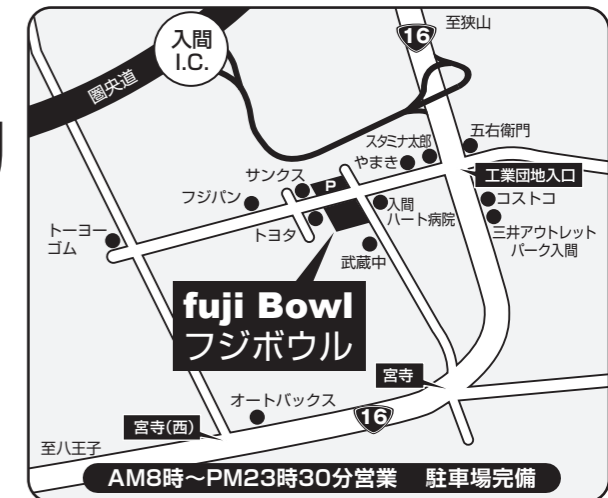 至狭山
16
入間
I.C.
圏央道
五右衛門
スタミナ太郎
やまき
工業団地入口
サンクス
P
フジパン
コストコ
入間
ハート病院
三井アウトレット
パーク入間
トヨタ
トーヨー
ゴム
武蔵中
fuji Bowl
フジボウル
宮寺
オートバックス
16
宮寺(西)
至八王子
AM8時～PM23時30分営業 駐車場完備